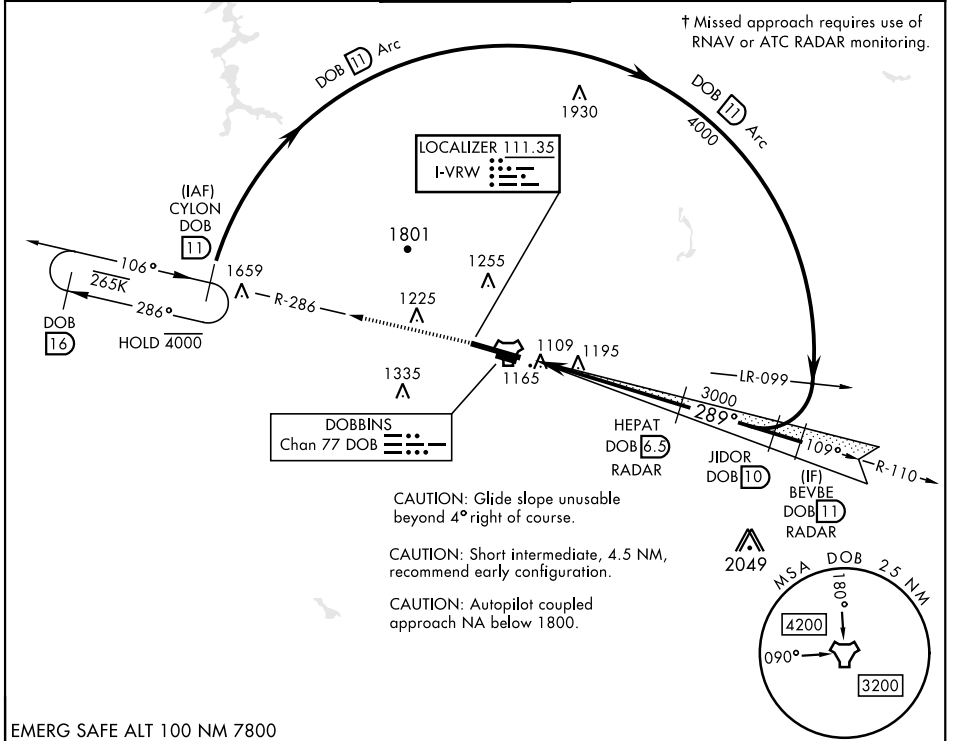 † Missed approach requires use of
RNAV or ATC RADAR monitoring.
DOB 11 Arc
DOB 11 Arc
4000
1930
LOCALIZER 111.35
I-VRW
(IAF)
CYLON
DOB
11
1801
1255
1659
106°
265K
286°
R-286
1225
DOB
16
HOLD 4000
1109
1195
1165
1335
LR-099
3000
289°
109°
R-110
DOBBINS
Chan 77 DOB
HEPAT
DOB 6.5
RADAR
JIDOR
DOB 10
(IF)
BEVBE
DOB 11
RADAR
CAUTION: Glide slope unusable
beyond 4° right of course.
CAUTION: Short intermediate, 4.5 NM,
recommend early configuration.
CAUTION: Autopilot coupled
approach NA below 1800.
2049
MSA DOB 25 NM
180°
4200
090°
3200
EMERG SAFE ALT 100 NM 7800